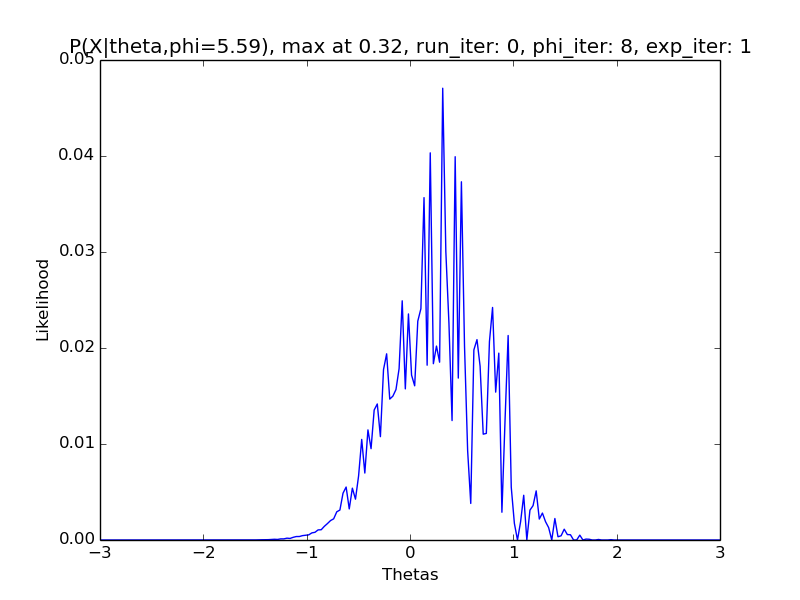 P(X|theta,phi=5.59), max at 0.32, run_iter: 0, phi_iter: 8, exp_iter: 1
0.05
0.04
0.03
0.02
0.01
0.00
Likelihood
−3 −2 −1 0 1 2 3
Thetas